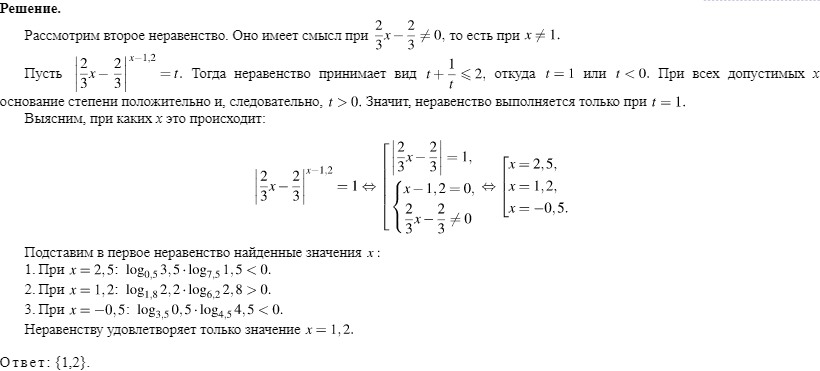 Решение.
Рассмотрим второе неравенство. Оно имеет смысл при $\frac{2}{3}x-\frac{2}{3}\neq 0$, то есть при $x\neq 1$.
Пусть $\left|\frac{2}{3}x-\frac{2}{3}\right|^{x-1,2}=t$. Тогда неравенство принимает вид $t+\frac{1}{t}\leqslant 2$, откуда $t=1$ или $t<0$. При всех допустимых $x$
основание степени положительно и, следовательно, $t>0$. Значит, неравенство выполняется только при $t=1$.
Выясним, при каких $x$ это происходит:
$\left|\frac{2}{3}x-\frac{2}{3}\right|^{x-1,2}=1 \Leftrightarrow \left[\begin{array}{l}\left|\frac{2}{3}x-\frac{2}{3}\right|=1,\\ \left\{\begin{array}{l}x-1,2=0,\\ \frac{2}{3}x-\frac{2}{3}\neq 0\end{array}\right.\end{array}\right. \Leftrightarrow \left[\begin{array}{l}x=2,5,\\ x=1,2,\\ x=-0,5.\end{array}\right.$
Подставим в первое неравенство найденные значения $x$ :
1. При $x=2,5$: $\log_{0,5}3,5\cdot\log_{7,5}1,5<0$.
2. При $x=1,2$: $\log_{1,8}2,2\cdot\log_{6,2}2,8>0$.
3. При $x=-0,5$: $\log_{3,5}0,5\cdot\log_{4,5}4,5<0$.
Неравенству удовлетворяет только значение $x=1,2$.
Ответ: {1,2}.